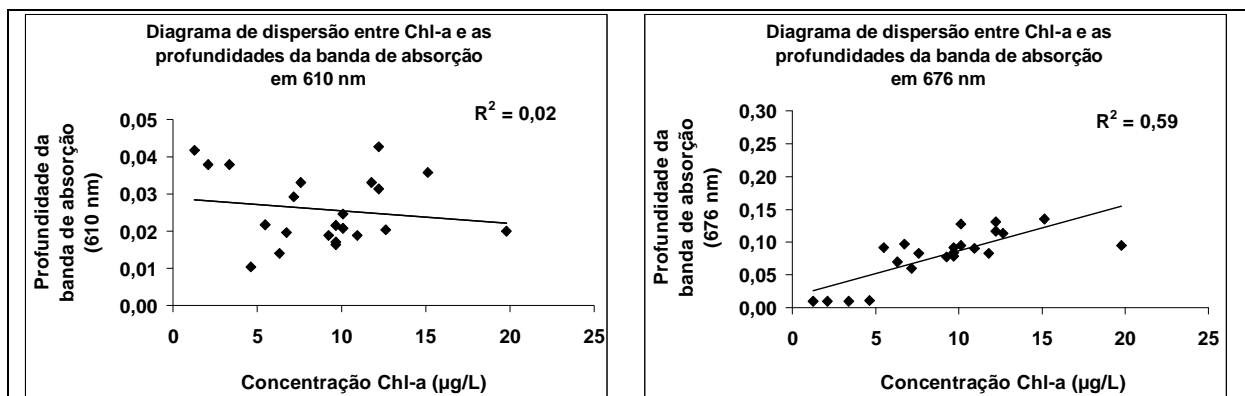 Diagrama de dispersão entre Chl-a e as
profundidades da banda de absorção
em 610 nm
R² = 0,02
0,05
0,04
0,03
0,02
0,01
0,00
0 5 10 15 20 25
Profundidade da
banda de absorção
(610 nm)
Concentração Chl-a (µg/L)
Diagrama de dispersão entre Chl-a e as
profundidades da banda de absorção
em 676 nm
R² = 0,59
0,30
0,25
0,20
0,15
0,10
0,05
0,00
0 5 10 15 20 25
Profundidade da
banda de absorção
(676 nm)
Concentração Chl-a (µg/L)